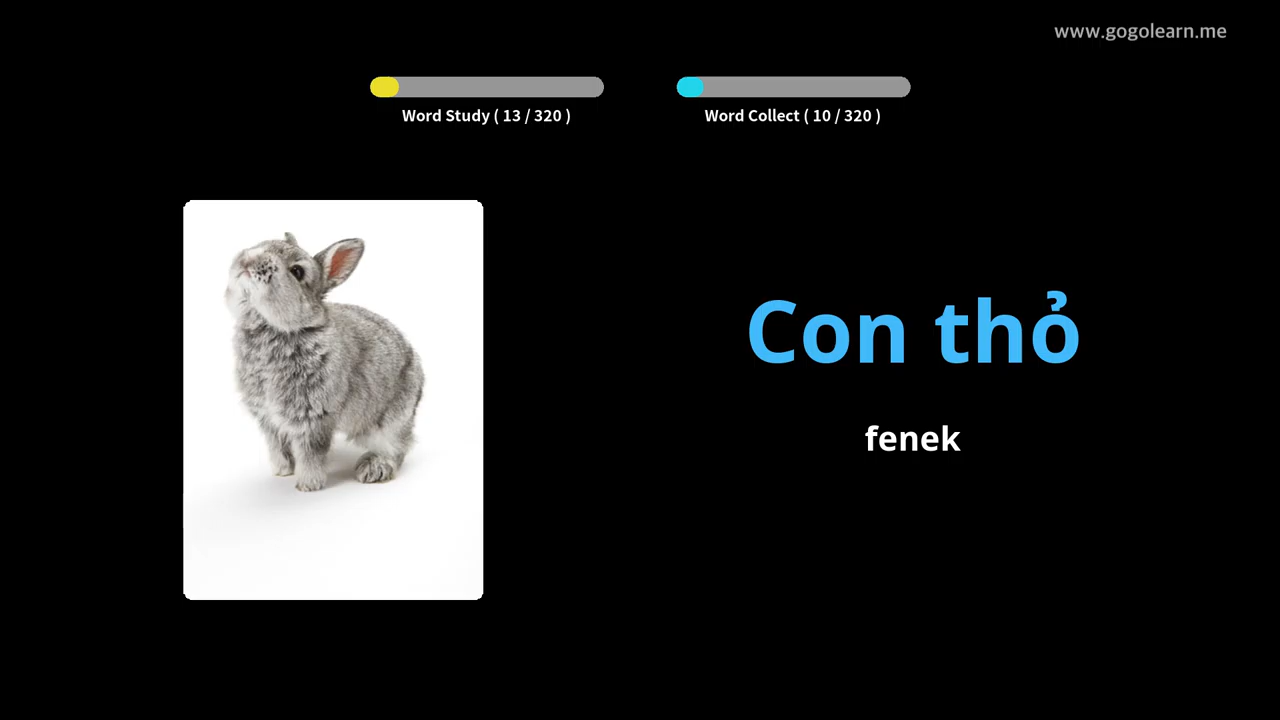 www.gogolearn.me
Word Study ( 13 / 320 )
Word Collect ( 10 / 320 )
Con thỏ
fenek